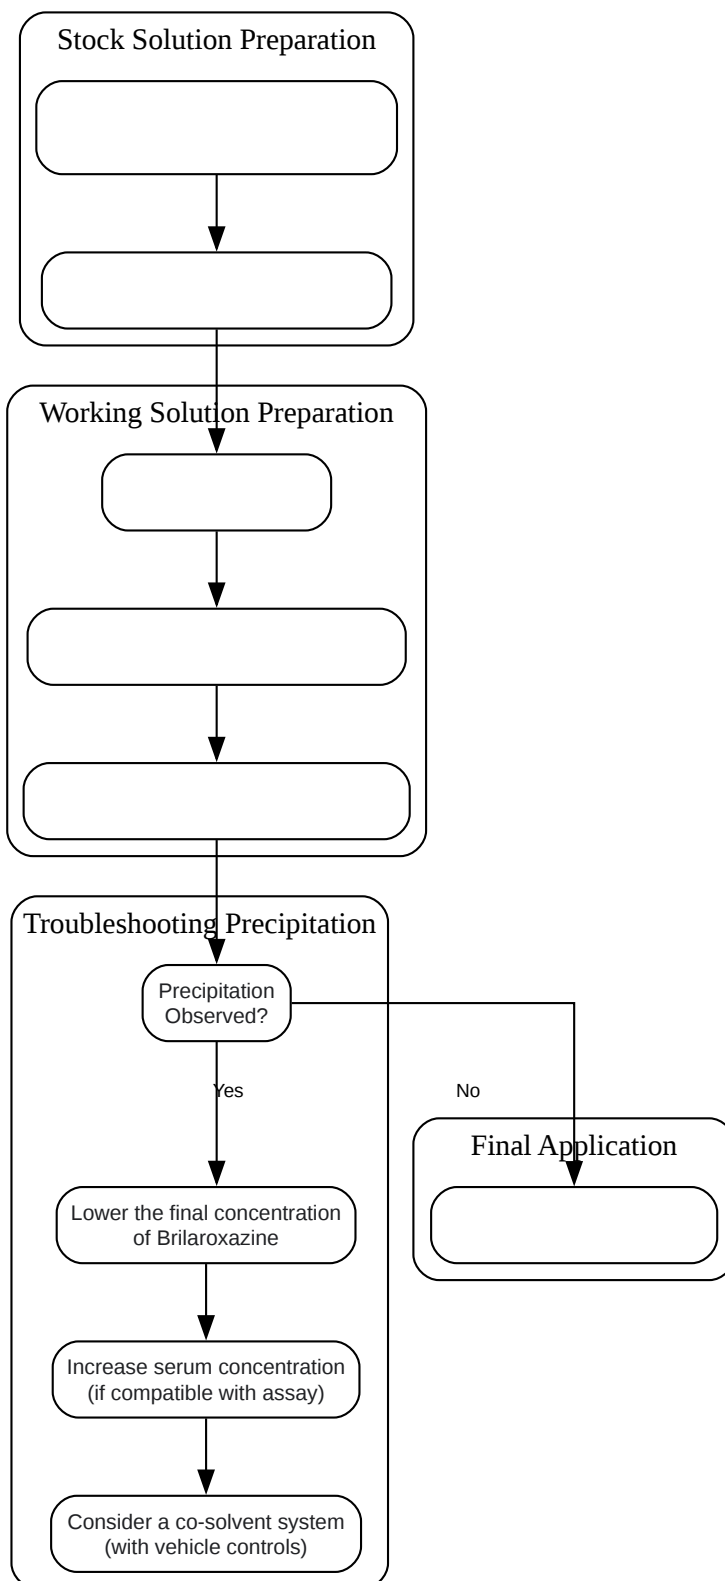 Stock Solution Preparation
Working Solution Preparation
Troubleshooting Precipitation
Precipitation
Observed?
Yes
No
Final Application
Lower the final concentration
of Brilaroxazine
Increase serum concentration
(if compatible with assay)
Consider a co-solvent system
(with vehicle controls)